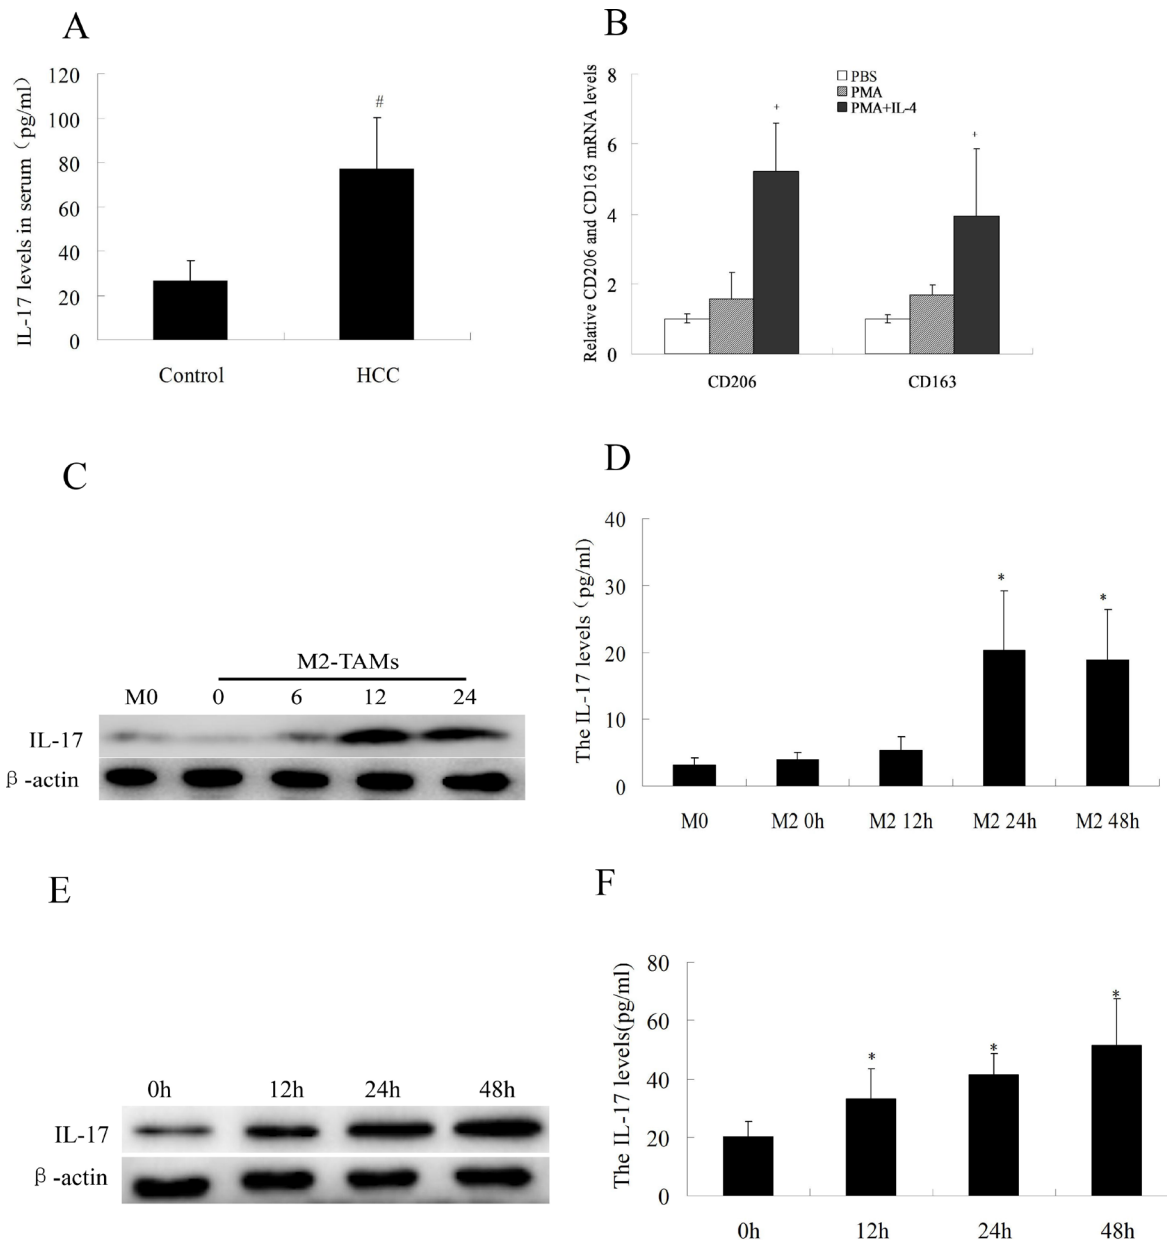 A
IL-17 levels in serum（pg/ml）
120
100
80
60
40
20
0
#
Control
HCC
B
Relative CD206 and CD163 mRNA levels
8
6
4
2
0
PBS
PMA
PMA+IL-4
+
+
CD206
CD163
C
M2-TAMs
M0 0 6 12 24
IL-17
β-actin
D
The IL-17 levels（pg/ml)
40
30
20
10
0
*
*
M0 M2 0h M2 12h M2 24h M2 48h
E
0h 12h 24h 48h
IL-17
β-actin
F
The IL-17 levels(pg/ml)
80
60
40
20
0
*
*
*
0h 12h 24h 48h